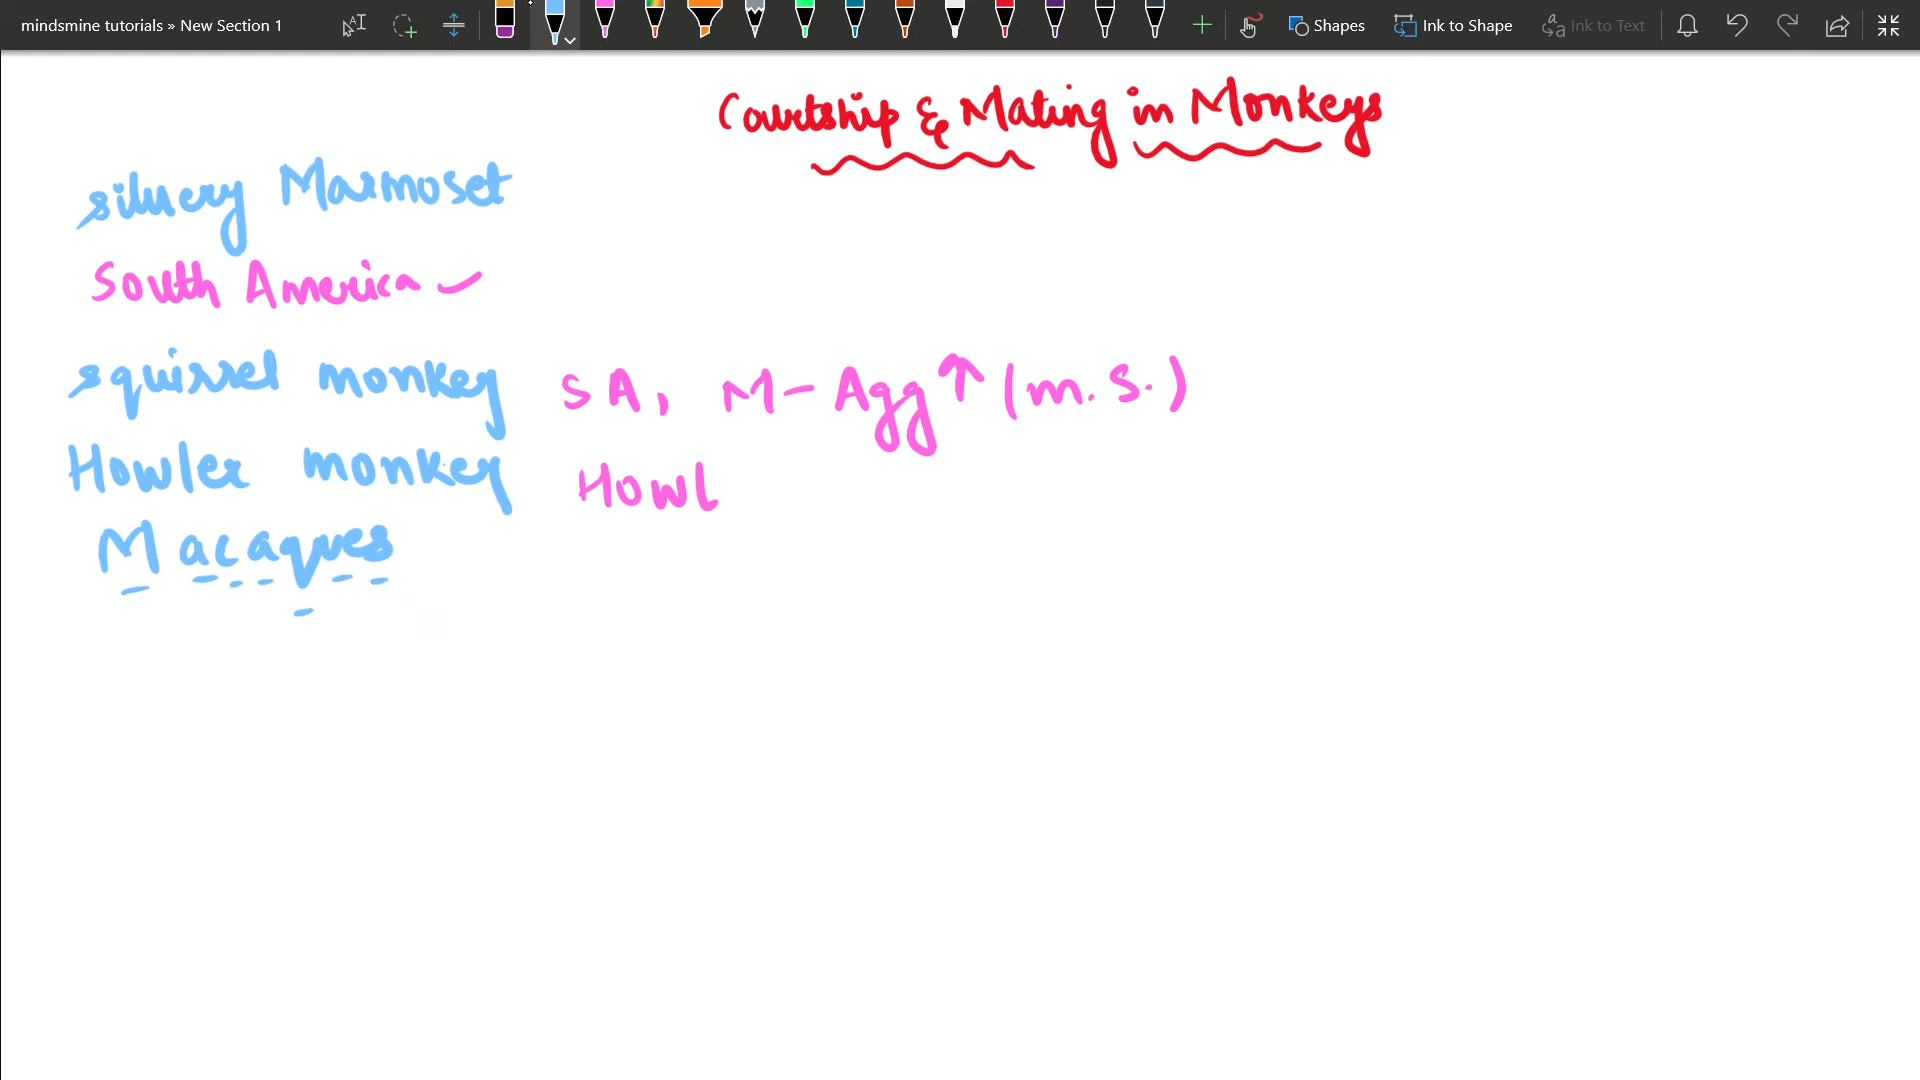 mindsmine tutorials » New Section 1 Shapes Ink to Shape Ink to Text
Courtship & Mating in Monkeys
silvery Marmoset
South America
squirrel monkey SA, M-Agg↑ (m.s.)
Howler monkey Howl
Macaques